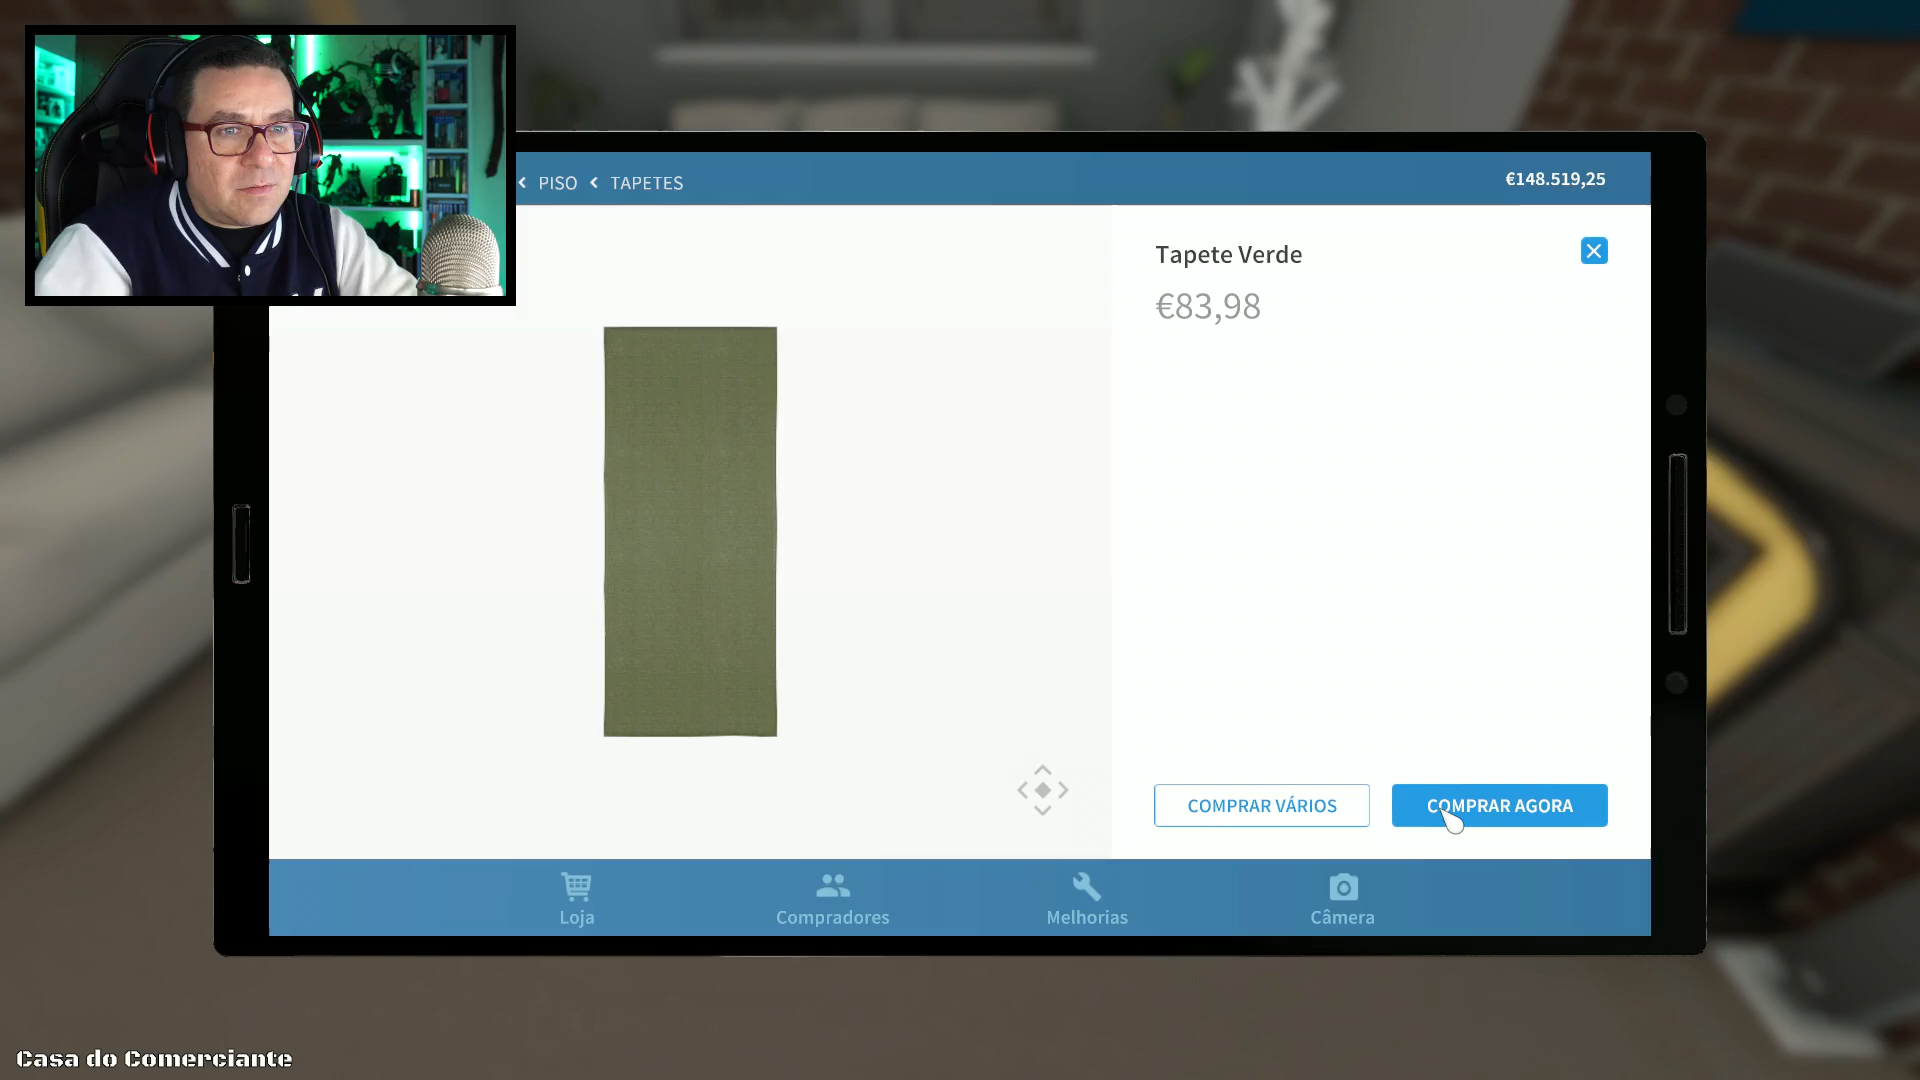 PISO
TAPETES
€148.519,25
Tapete Verde
€83,98
COMPRAR VÁRIOS
COMPRAR AGORA
Loja
Compradores
Melhorias
Câmera
Casa do Comerciante